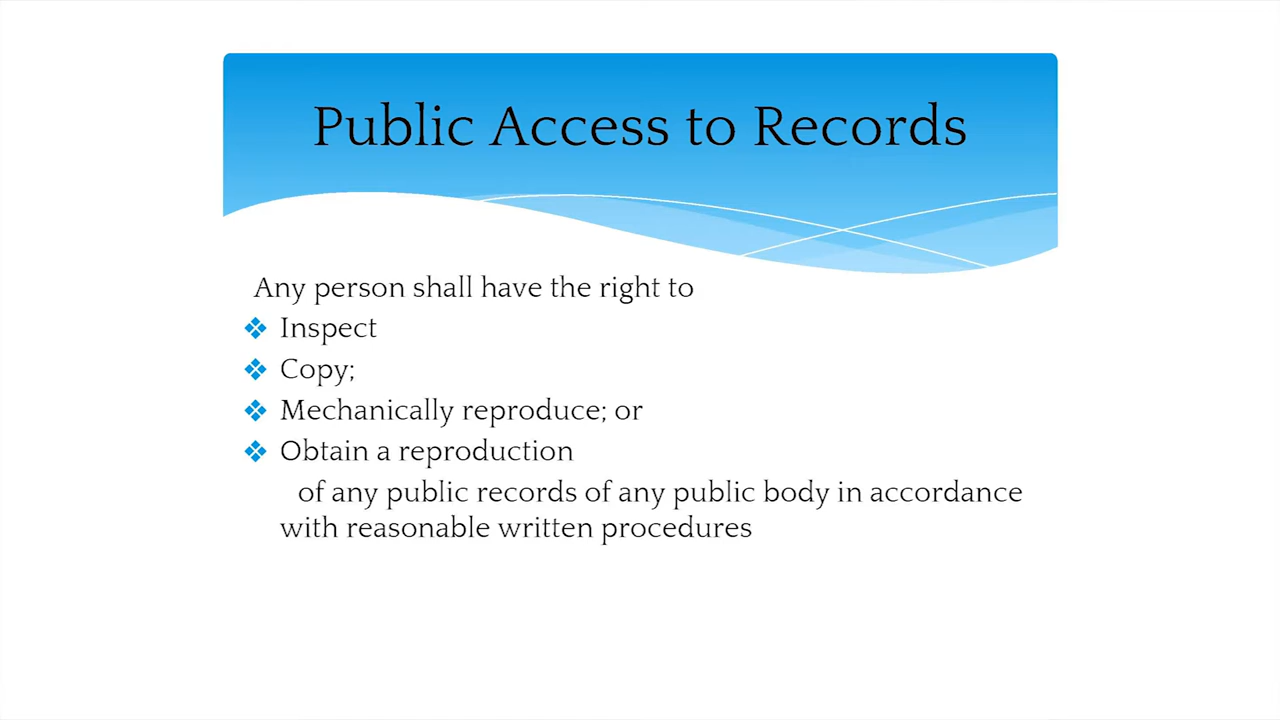 Public Access to Records
Any person shall have the right to
Inspect
Copy;
Mechanically reproduce; or
Obtain a reproduction
of any public records of any public body in accordance
with reasonable written procedures